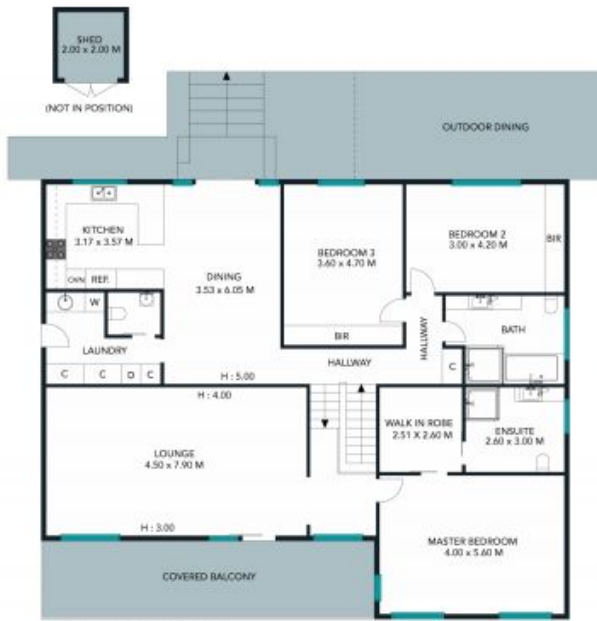 SHED
2.00 x 2.00 M
(NOT IN POSITION)
OUTDOOR DINING
KITCHEN
3.17 x 3.57 M
OVN
REF.
DINING
3.53 x 6.05 M
BEDROOM 3
3.60 x 4.70 M
BIR
BEDROOM 2
3.00 x 4.20 M
BIR
W
LAUNDRY
C
C
D
C
HALLWAY
HALLWAY
BATH
C
H : 5.00
H : 4.00
LOUNGE
4.50 x 7.90 M
H : 3.00
WALK IN ROBE
2.51 X 2.60 M
ENSUITE
2.60 x 3.00 M
MASTER BEDROOM
4.00 x 5.60 M
COVERED BALCONY